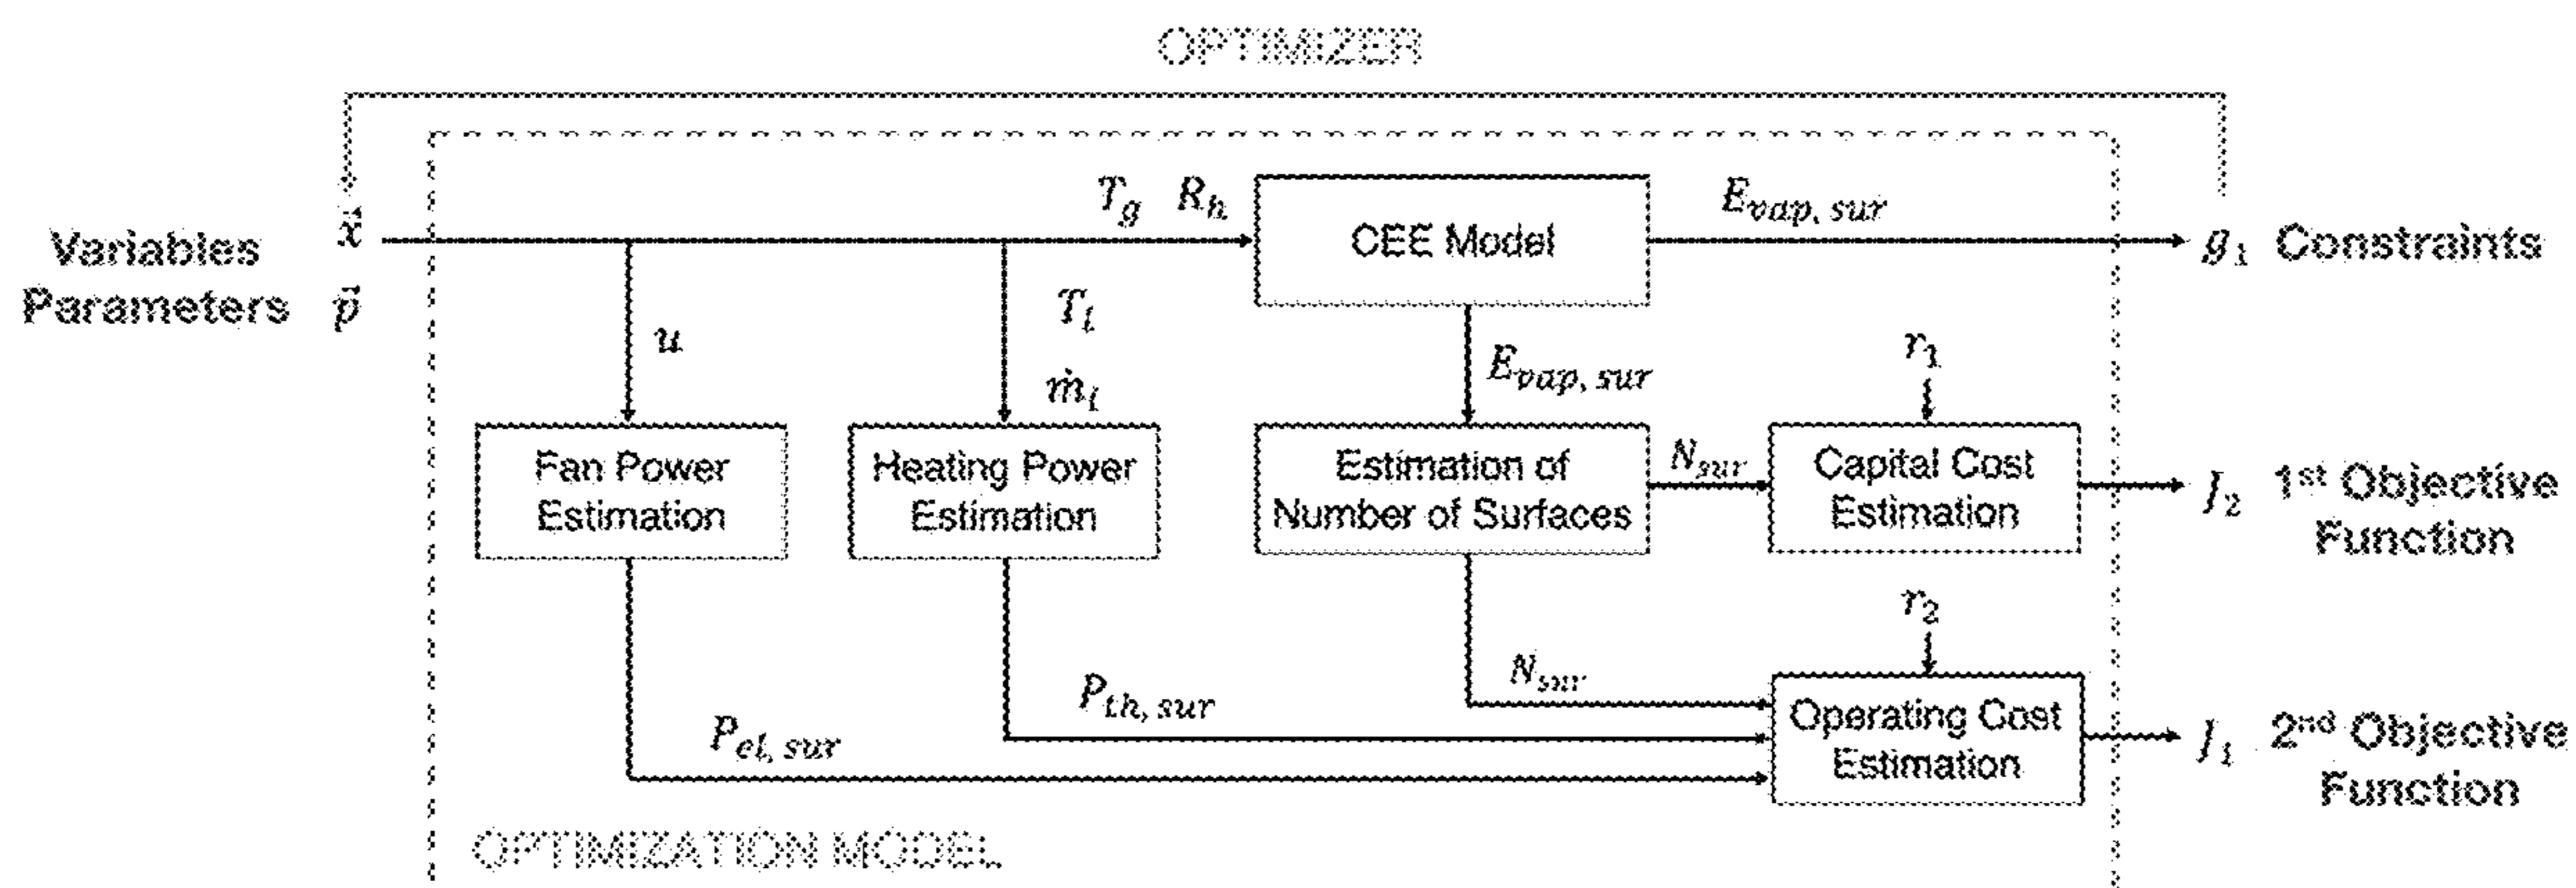 OPTIMIZER
Variables x⃗
Parameters p⃗
T_g R_h
CEE Model
E_vap, sur
g_1 Constraints
u
T_l
ṁ_l
E_vap, sur
r_1
Fan Power
Estimation
Heating Power
Estimation
Estimation of
Number of Surfaces
N_sur
Capital Cost
Estimation
J_2 1st Objective
Function
r_2
N_sur
P_th, sur
P_el, sur
Operating Cost
Estimation
J_1 2nd Objective
Function
OPTIMIZATION MODEL